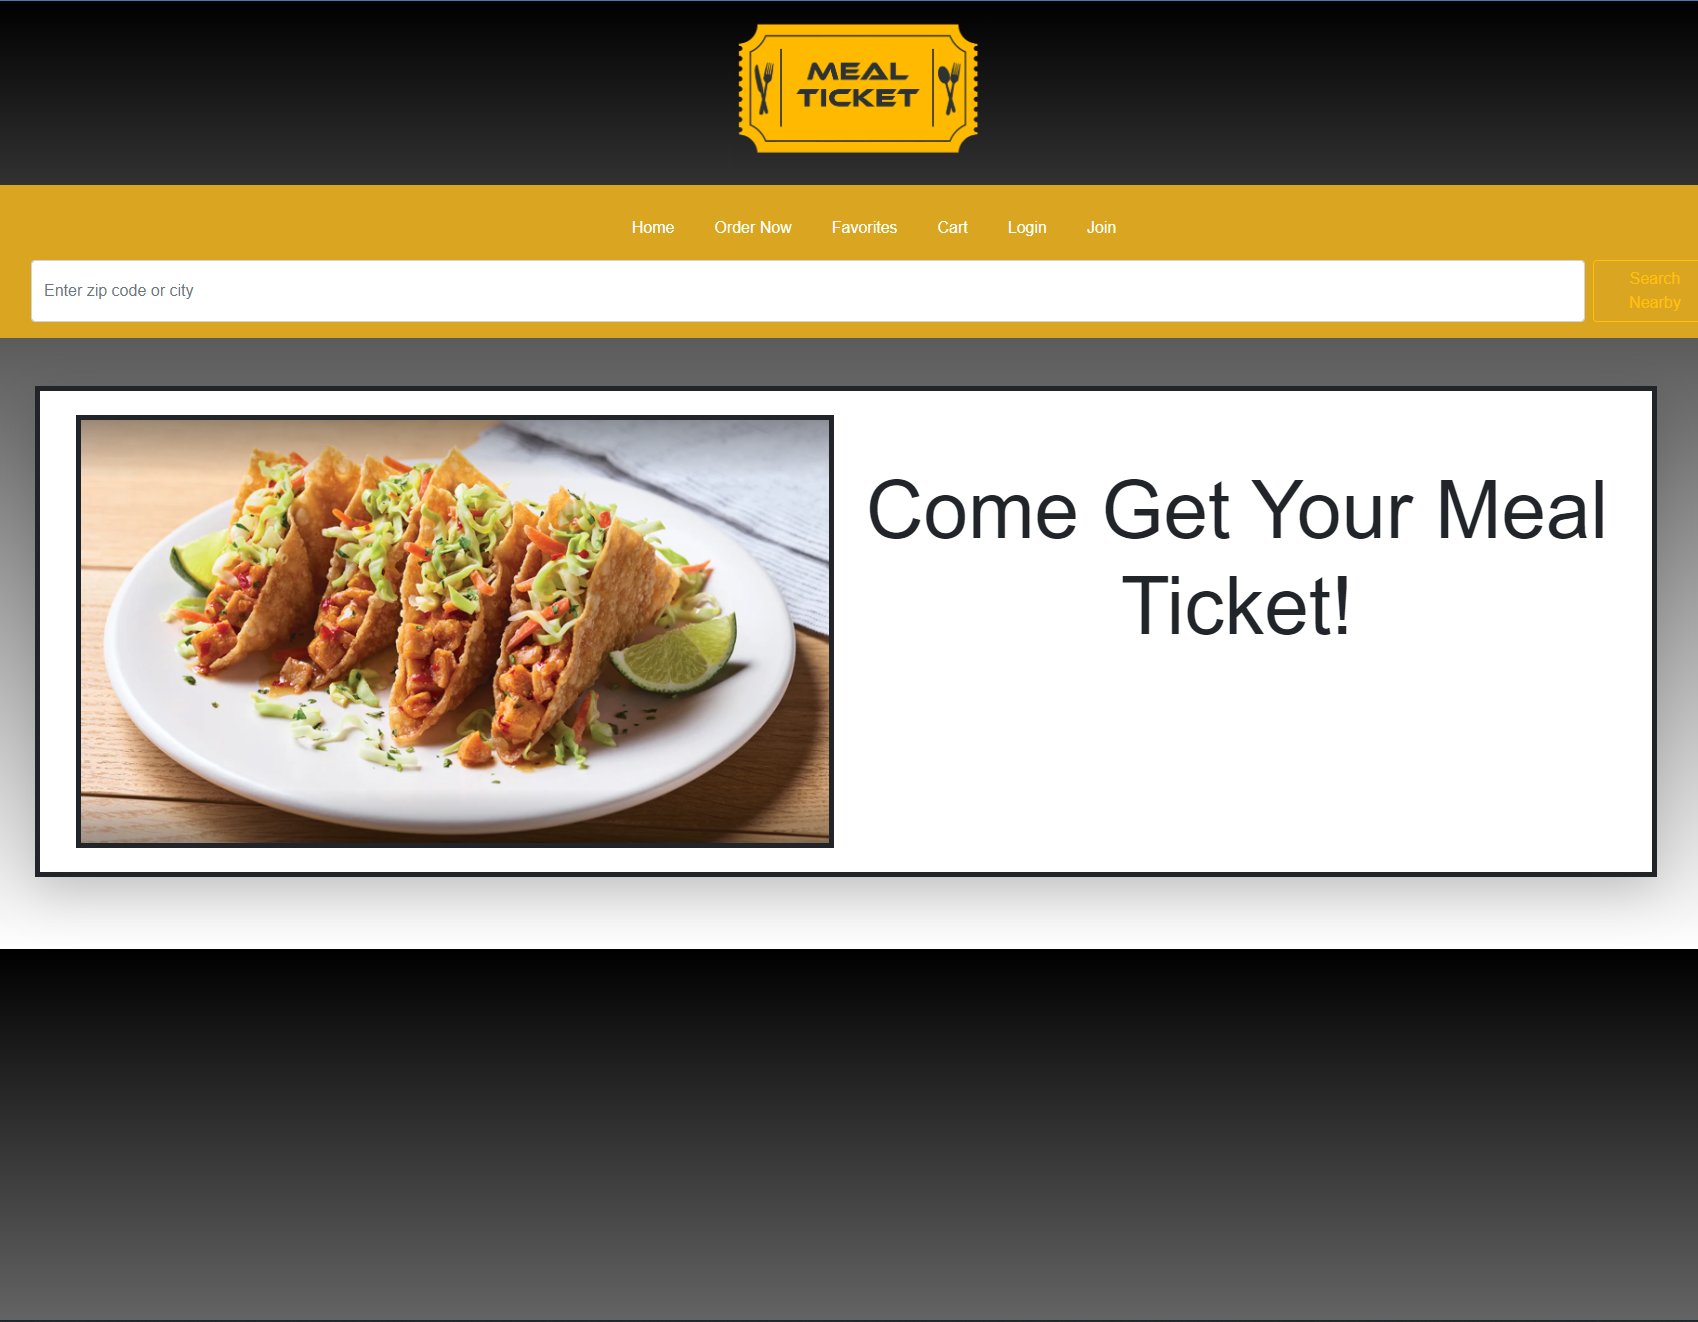 MEAL
TICKET
Home Order Now Favorites Cart Login Join
Enter zip code or city
Search
Nearby
Come Get Your Meal
Ticket!